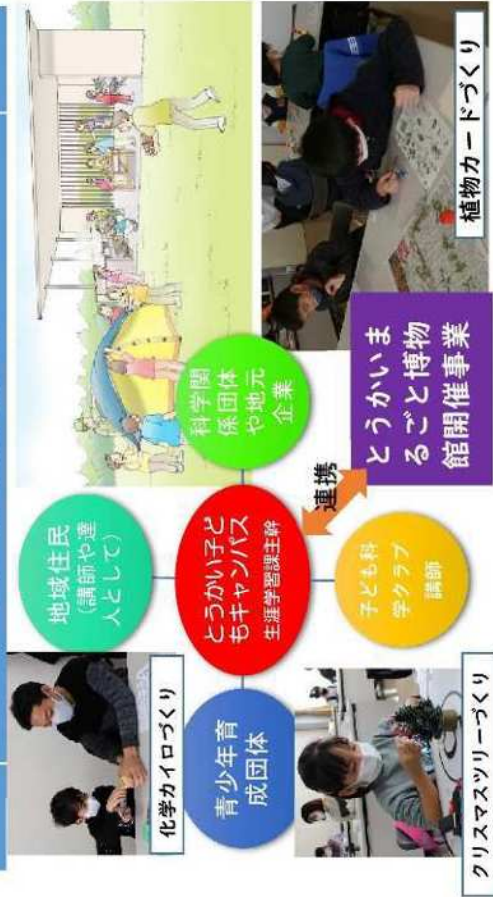 地域住民
(講師や達
人として)
化学カイロづくり
青少年育
成団体
とうかい子ど
もキャンパス
生涯学習課主幹
科学関
係団体
や地元
企業
子ども科
学クラブ
講師
連携
とうかいま
るごと博物
館開催事業
クリスマスツリーづくり
植物カードづくり